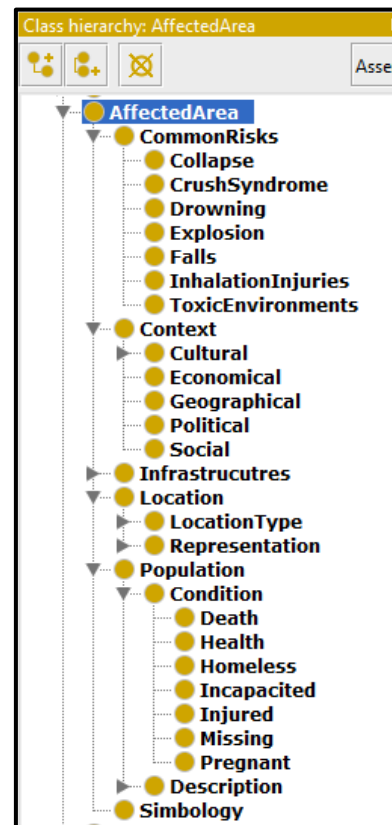 Class hierarchy: AffectedArea
Asse
AffectedArea
CommonRisks
Collapse
CrushSyndrome
Drowning
Explosion
Falls
InhalationInjuries
ToxicEnvironments
Context
Cultural
Economical
Geographical
Political
Social
Infrastrucutres
Location
LocationType
Representation
Population
Condition
Death
Health
Homeless
Incapacited
Injured
Missing
Pregnant
Description
Simbology